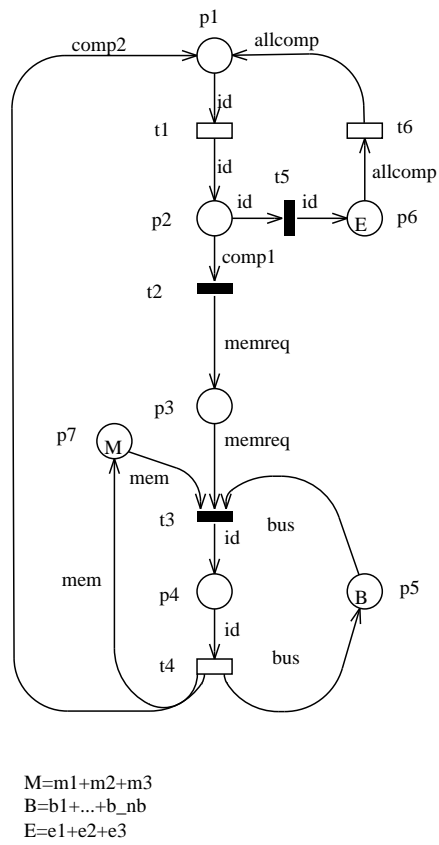 p1
comp2
allcomp
id
t1
t6
id
t5
allcomp
id
id
p2
E
p6
comp1
t2
memreq
p3
p7
memreq
M
mem
t3
bus
id
mem
p4
B
p5
id
t4
bus
M=m1+m2+m3
B=b1+...+b_nb
E=e1+e2+e3